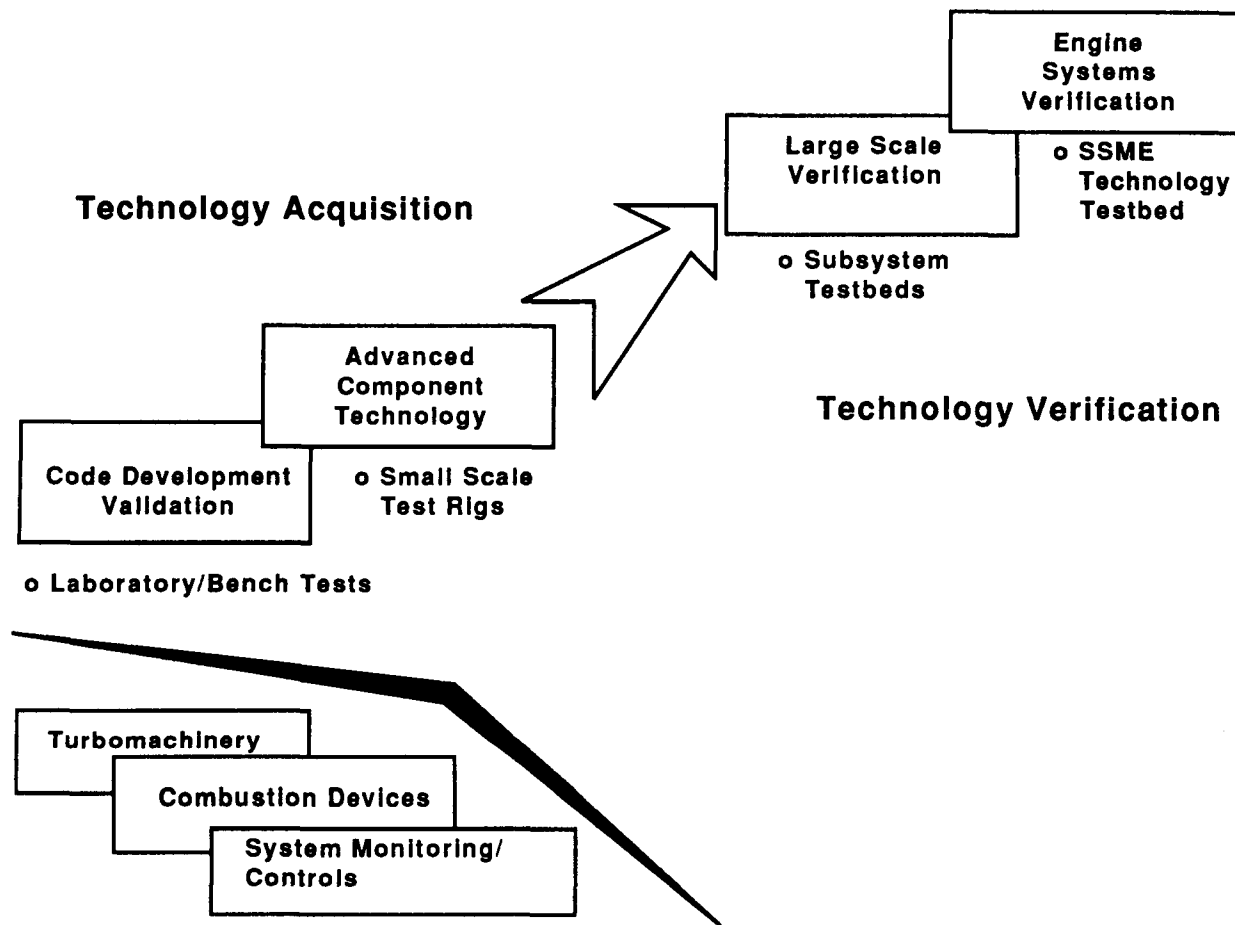 Engine
Systems
Verification
Large Scale
Verification
o SSME
Technology
Testbed
Technology Acquisition
o Subsystem
Testbeds
Advanced
Component
Technology
Technology Verification
Code Development
Validation
o Small Scale
Test Rigs
o Laboratory/Bench Tests
Turbomachinery
Combustion Devices
System Monitoring/
Controls